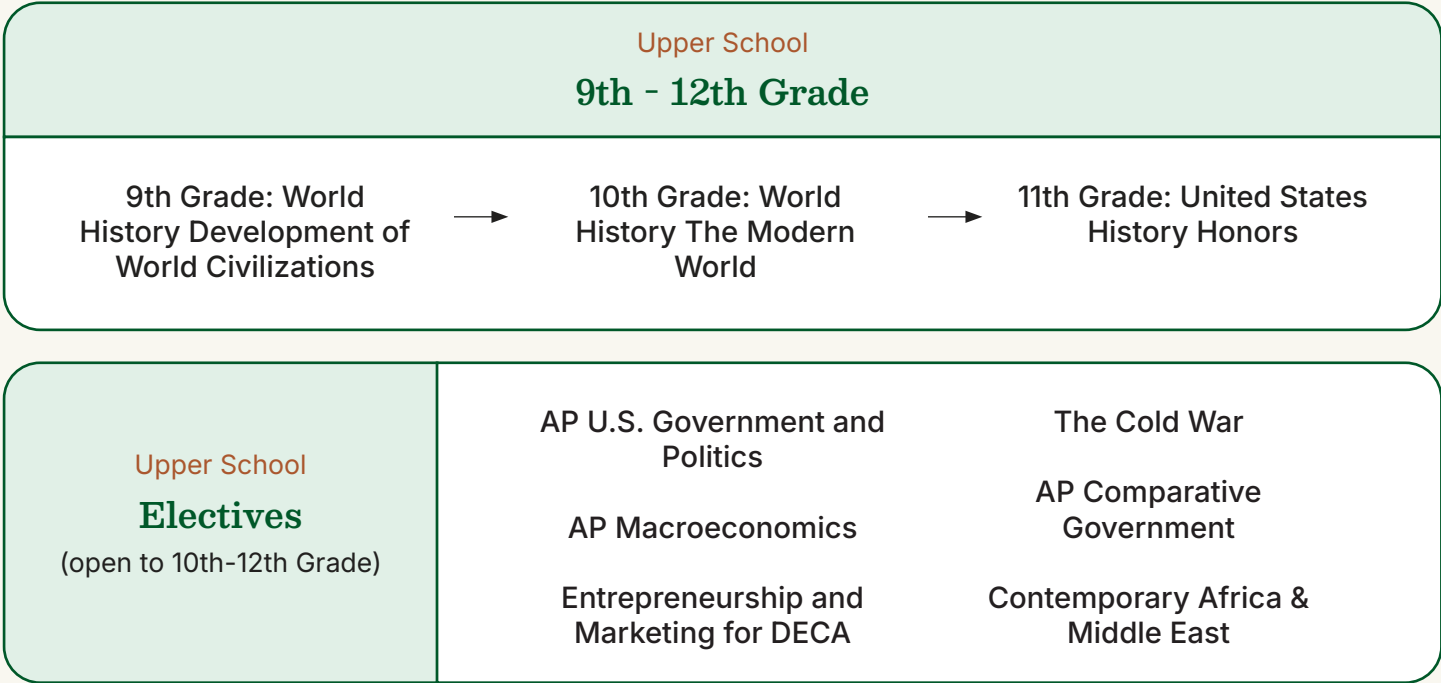 Upper School
9th - 12th Grade
9th Grade: World
History Development of
World Civilizations
10th Grade: World
History The Modern
World
11th Grade: United States
History Honors
Upper School
Electives
(open to 10th-12th Grade)
AP U.S. Government and
Politics
AP Macroeconomics
Entrepreneurship and
Marketing for DECA
The Cold War
AP Comparative
Government
Contemporary Africa &
Middle East